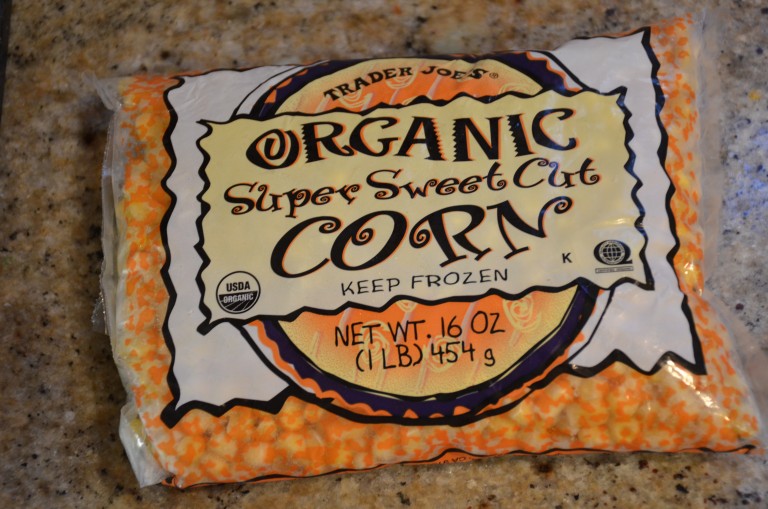 TRADER JOE'S®
ORGANIC
Super Sweet Cut
CORN
KEEP FROZEN
K
USDA
ORGANIC
NET WT. 16 OZ
(1 LB) 454 g